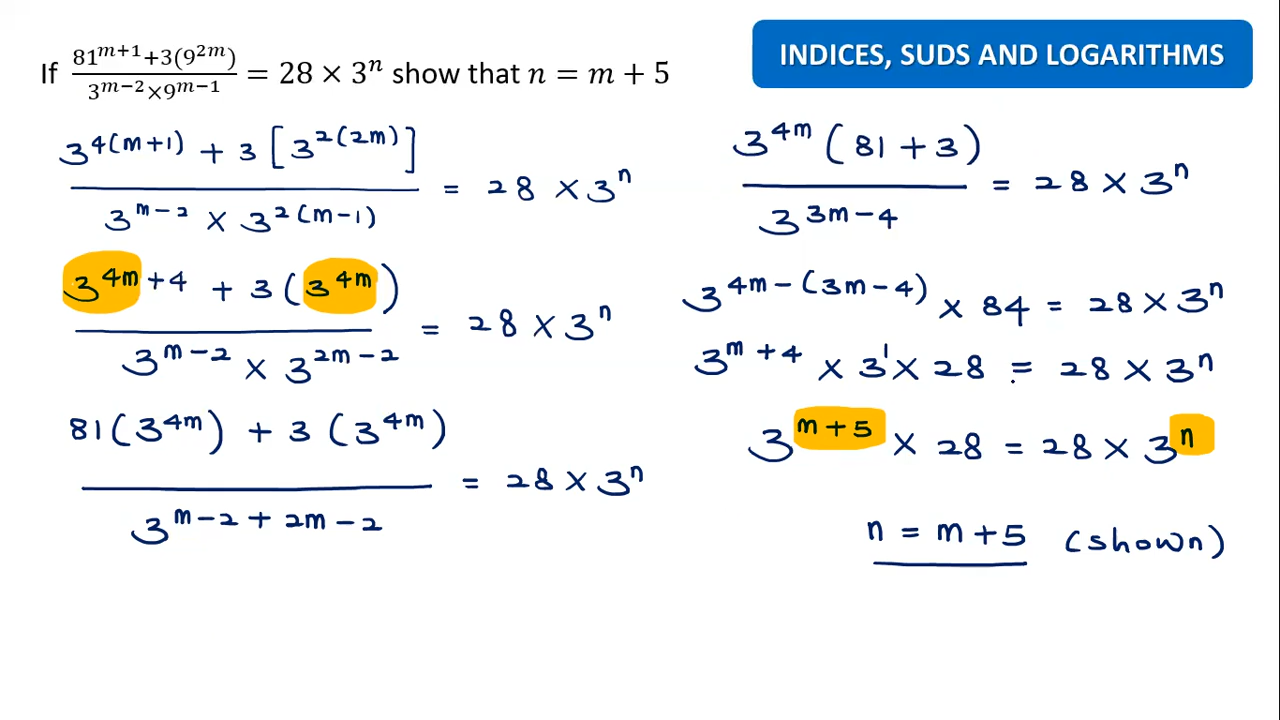 INDICES, SUDS AND LOGARITHMS
If (81^(m+1)+3(9^(2m)))/(3^(m−2)×9^(m−1)) = 28 × 3^n show that n = m + 5
(3^(4(m+1)) + 3[3^(2(2m))])/(3^(m−2) × 3^(2(m−1))) = 28 × 3^n
(3^(4m+4) + 3(3^(4m)))/(3^(m−2) × 3^(2m−2)) = 28 × 3^n
(81(3^(4m)) + 3(3^(4m)))/(3^(m−2+2m−2)) = 28 × 3^n
(3^(4m)(81 + 3))/(3^(3m−4)) = 28 × 3^n
3^(4m−(3m−4)) × 84 = 28 × 3^n
3^(m+4) × 3^1 × 28 = 28 × 3^n
3^(m+5) × 28 = 28 × 3^n
n = m + 5 (shown)